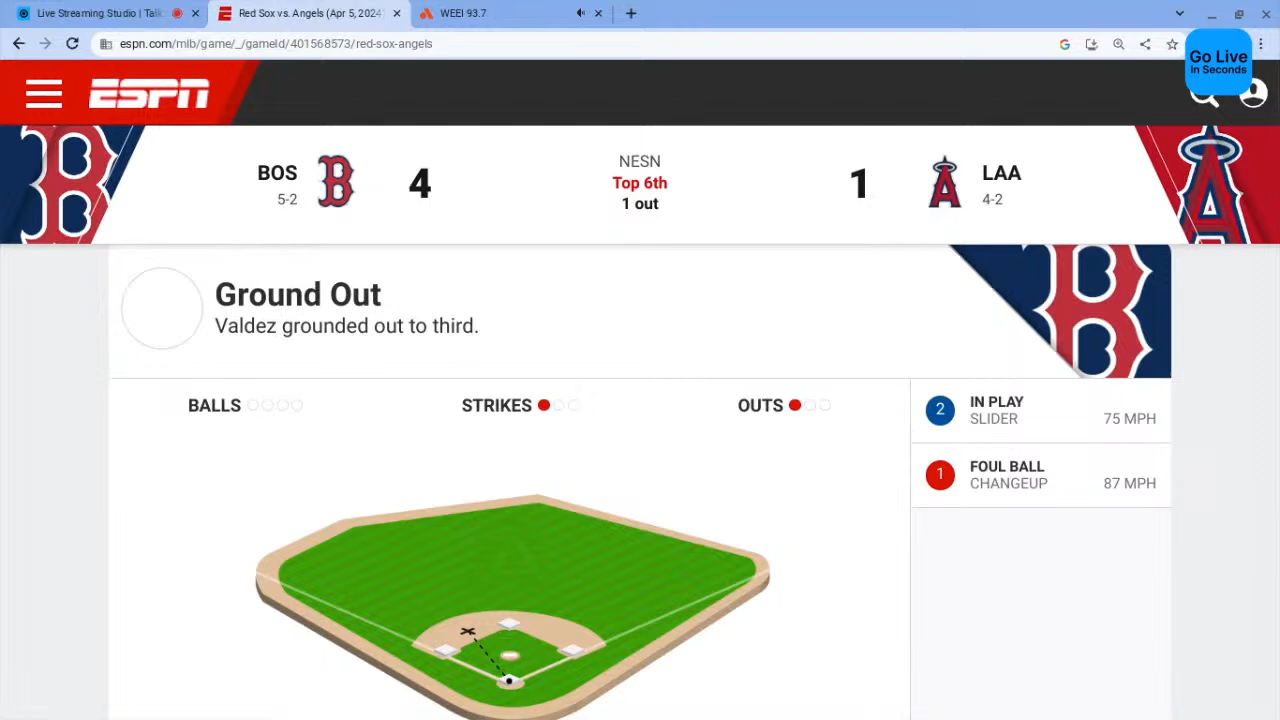 Live Streaming Studio | Talk
Red Sox vs. Angels (Apr 5, 2024
WEEI 93.7
espn.com/mlb/game/_/gameId/401568573/red-sox-angels
Go Live
In Seconds
ESPN
BOS
5-2
B
4
NESN
Top 6th
1 out
1
A
LAA
4-2
B
A
Ground Out
Valdez grounded out to third.
B
BALLS
STRIKES
OUTS
2
IN PLAY
SLIDER
75 MPH
1
FOUL BALL
CHANGEUP
87 MPH